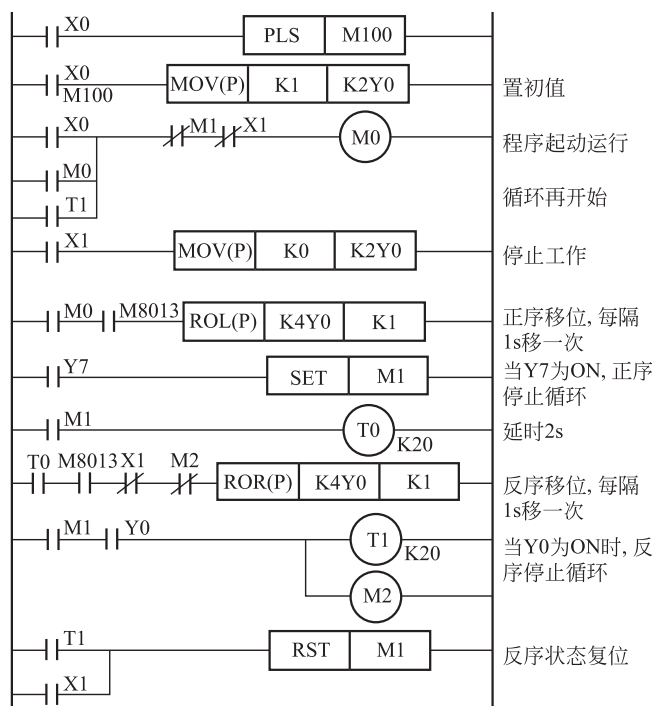 X0 PLS M100
X0 MOV(P) K1 K2Y0 置初值
M100
X0 M1 X1 M0 程序起动运行
M0
循环再开始
T1
X1 MOV(P) K0 K2Y0 停止工作
M0 M8013 ROL(P) K4Y0 K1 正序移位, 每隔
1s移一次
Y7 SET M1 当Y7为ON, 正序
停止循环
M1 T0 K20 延时2s
T0 M8013 X1 M2 ROR(P) K4Y0 K1 反序移位, 每隔
1s移一次
M1 Y0 T1 K20 当Y0为ON时, 反
序停止循环
M2
T1 RST M1 反序状态复位
X1